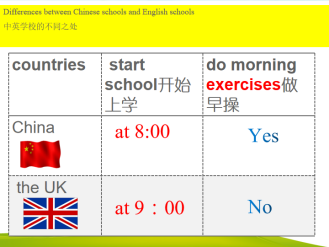 Differences between Chinese schools and English schools
中英学校的不同之处
countries
start
school开始
上学
do morning
exercises做
早操
China
at 8:00
Yes
the UK
at 9：00
No